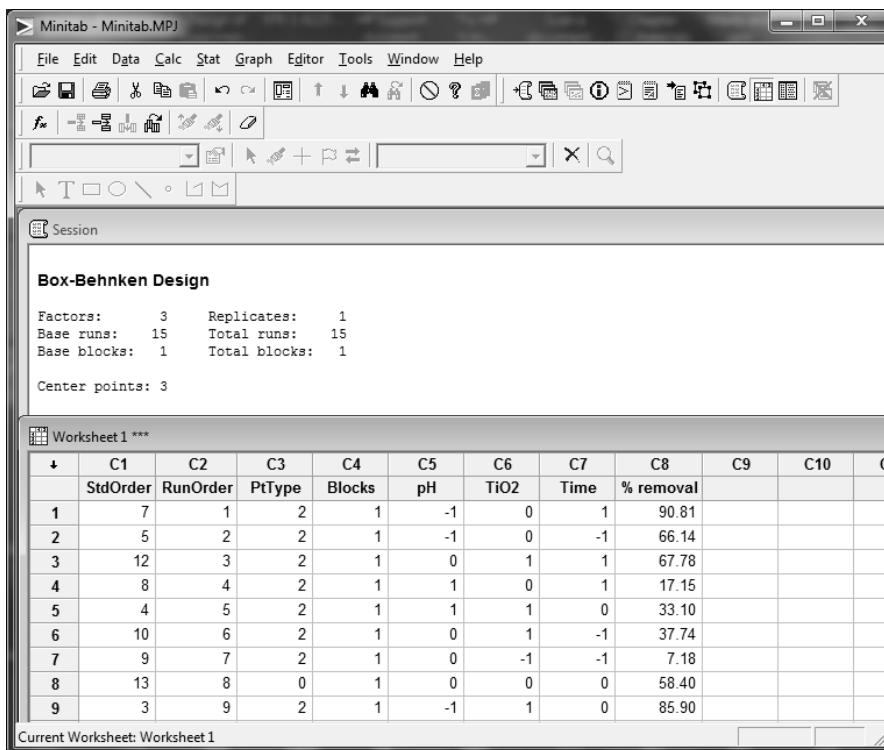 Minitab - Minitab.MPJ
File Edit Data Calc Stat Graph Editor Tools Window Help
Session
Box-Behnken Design
Factors: 3 Replicates: 1
Base runs: 15 Total runs: 15
Base blocks: 1 Total blocks: 1
Center points: 3
Worksheet 1 ***
C1 C2 C3 C4 C5 C6 C7 C8 C9 C10
StdOrder RunOrder PtType Blocks pH TiO2 Time % removal
1 7 1 2 1 -1 0 1 90.81
2 5 2 2 1 -1 0 -1 66.14
3 12 3 2 1 0 1 1 67.78
4 8 4 2 1 1 0 1 17.15
5 4 5 2 1 1 1 0 33.10
6 10 6 2 1 0 1 -1 37.74
7 9 7 2 1 0 -1 -1 7.18
8 13 8 0 1 0 0 0 58.40
9 3 9 2 1 -1 1 0 85.90
Current Worksheet: Worksheet 1